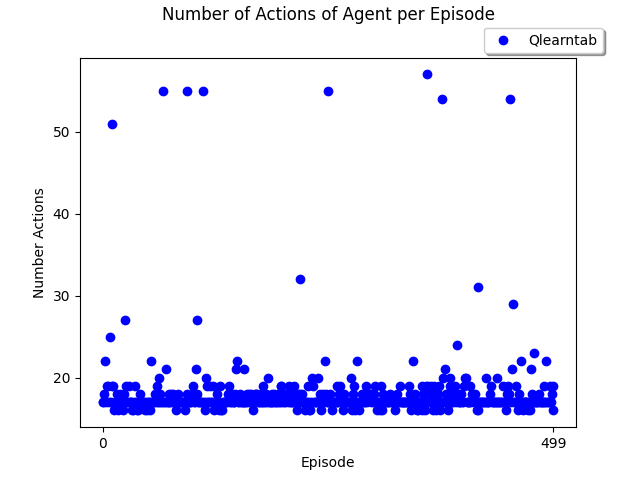 Number of Actions of Agent per Episode
Qlearntab
50
40
30
20
Number Actions
0
499
Episode